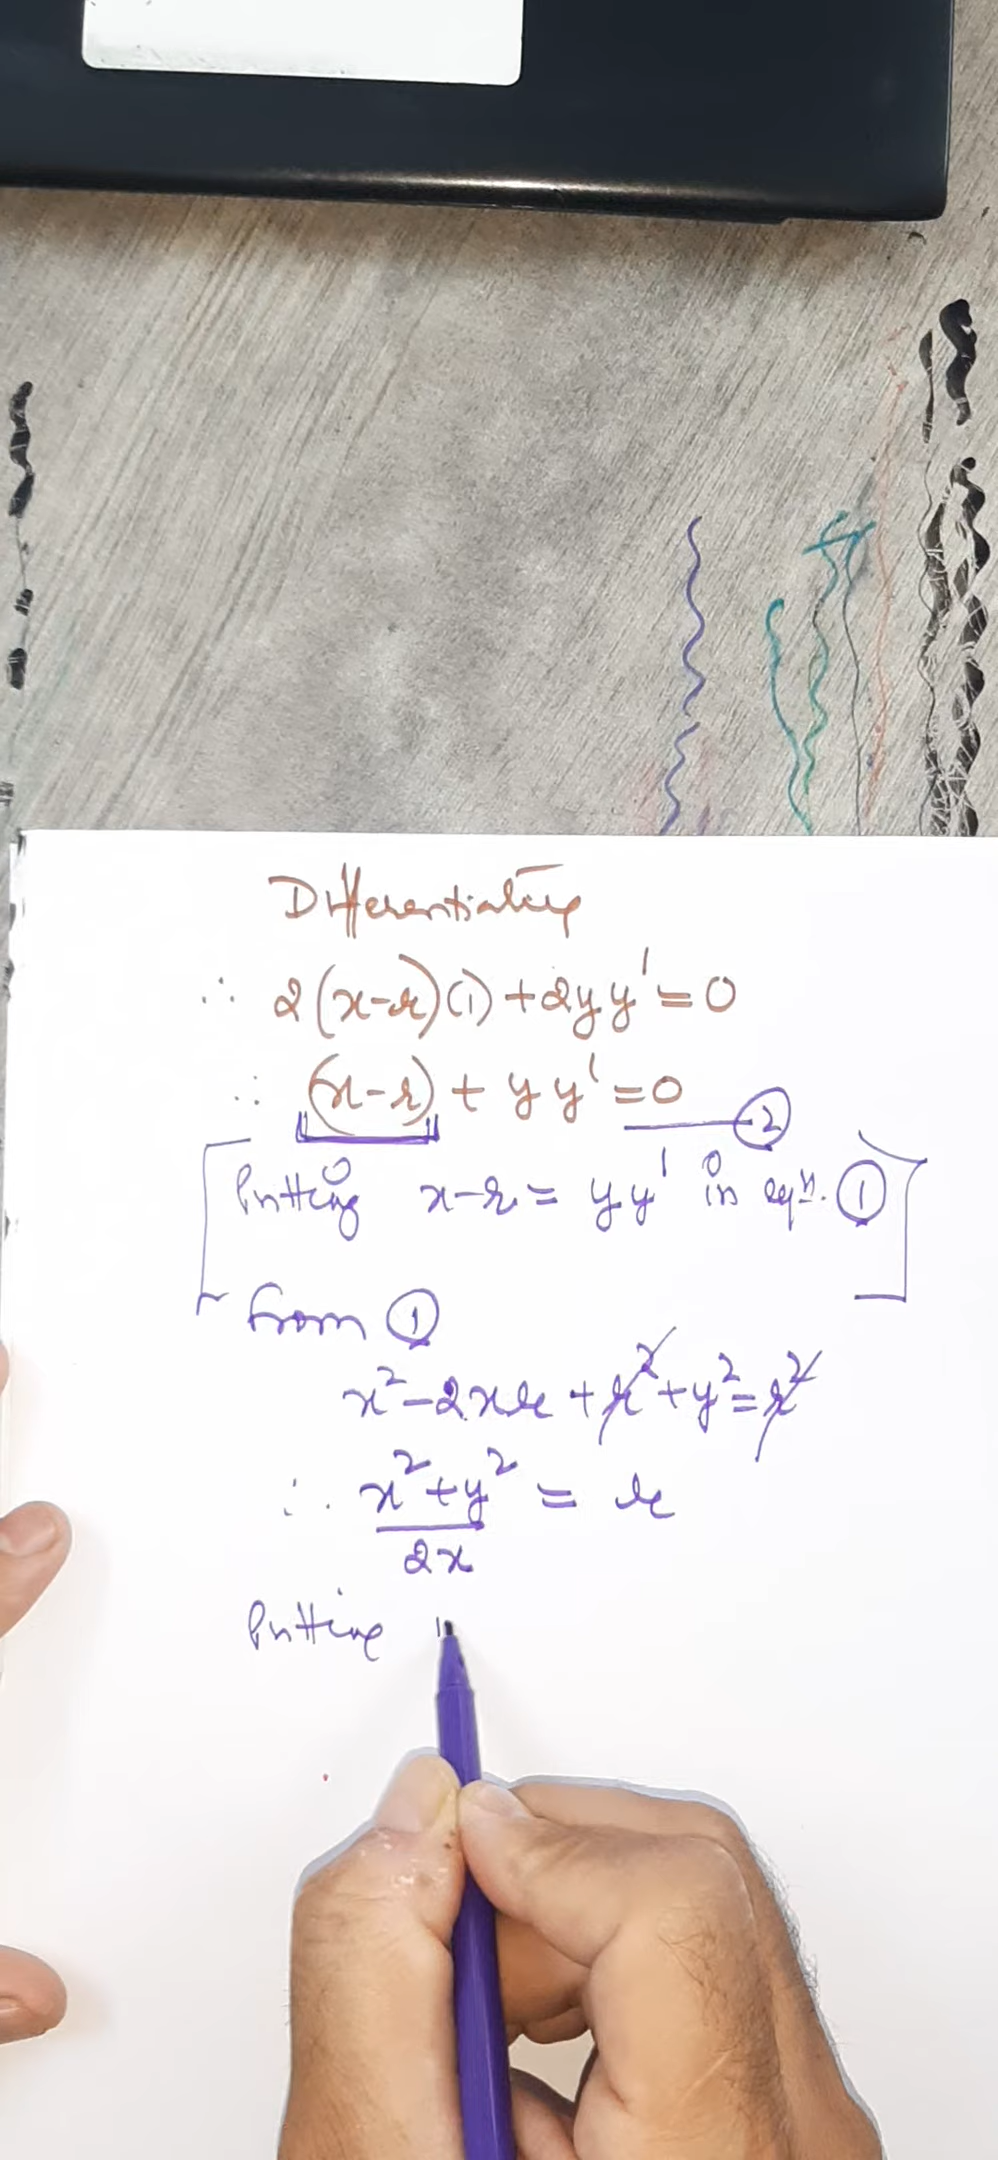 Differentiating
∴ 2(x-r)(1)+2yy'=0
∴ (x-r)+yy'=0 ②
Putting x-r=yy' in eqn. ①
from ①
x²-2xr+r²+y²=r²
∴ x²+y²/2x = r
Putting